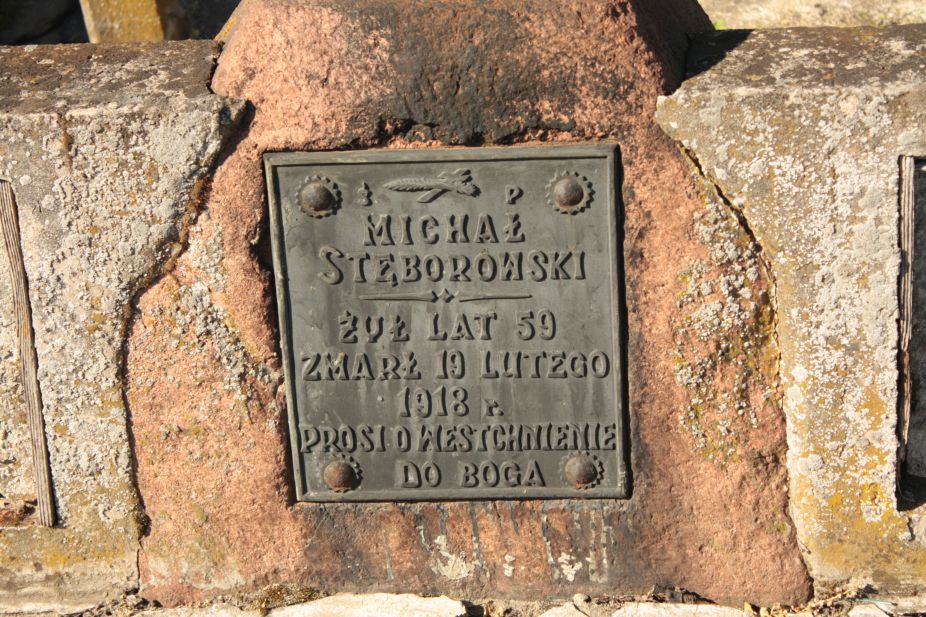 Ś P
MICHAŁ
STĘBOROWSKI
ŻYŁ LAT 59
ZMARŁ 19 LUTEGO
1918 R.
PROSI O WESTCHNIENIE
DO BOGA